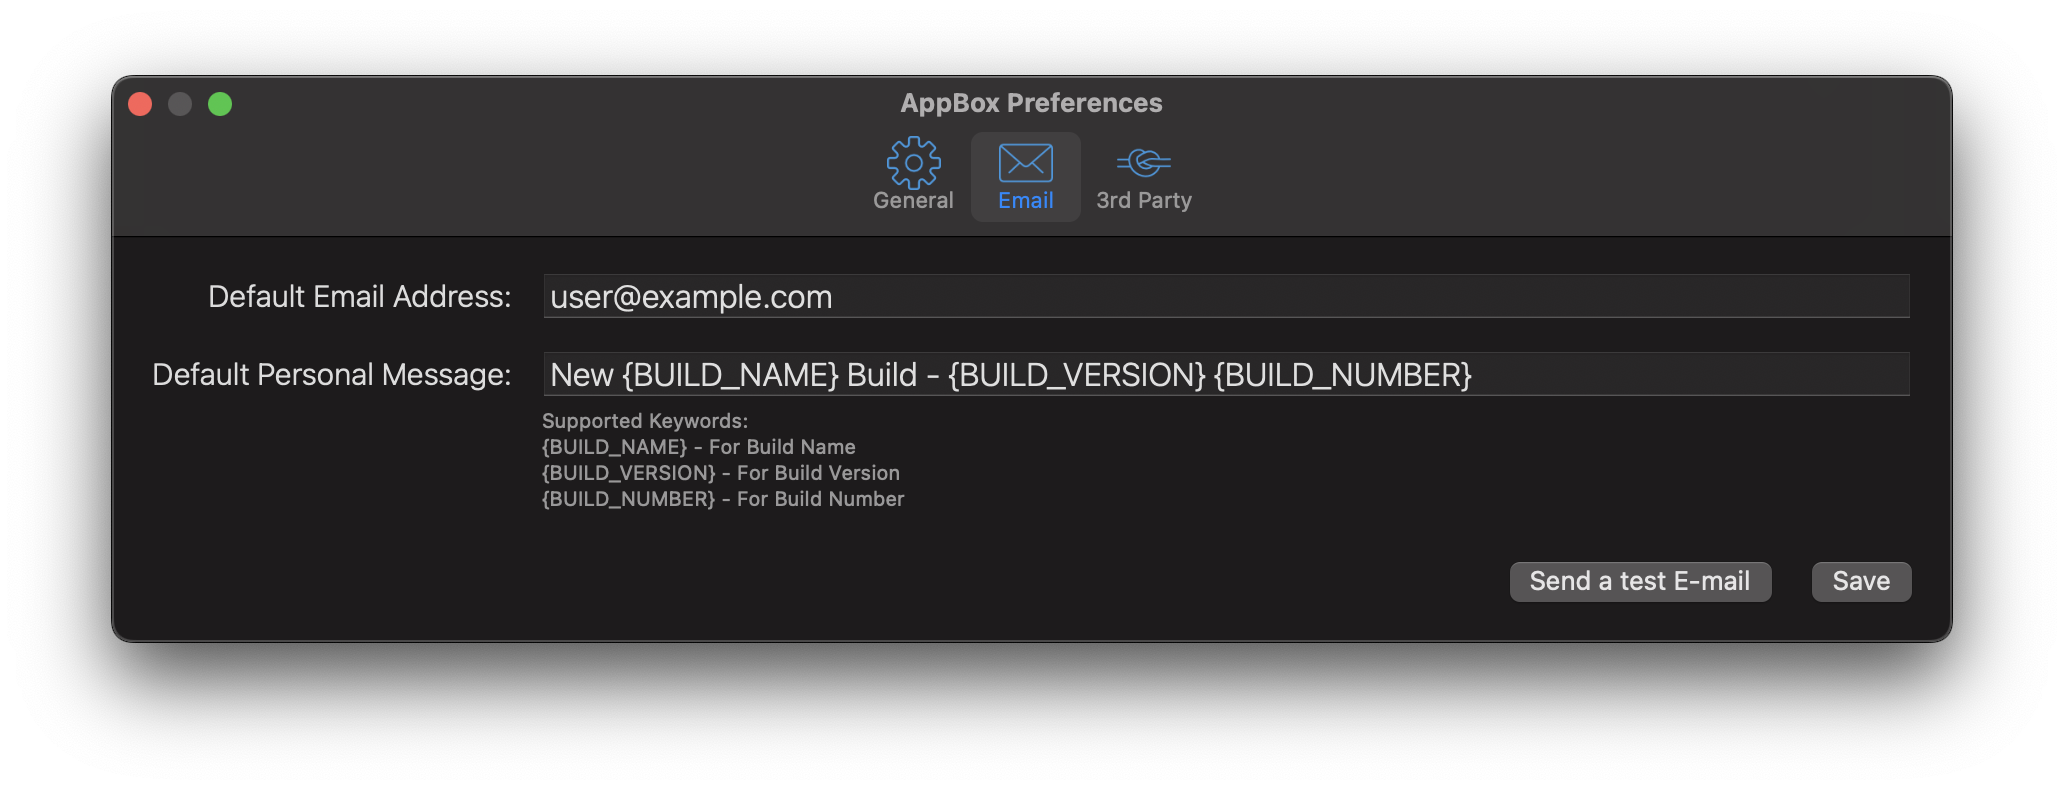 AppBox Preferences
General
Email
3rd Party
Default Email Address:
user@example.com
Default Personal Message:
New {BUILD_NAME} Build - {BUILD_VERSION} {BUILD_NUMBER}
Supported Keywords:
{BUILD_NAME} - For Build Name
{BUILD_VERSION} - For Build Version
{BUILD_NUMBER} - For Build Number
Send a test E-mail
Save